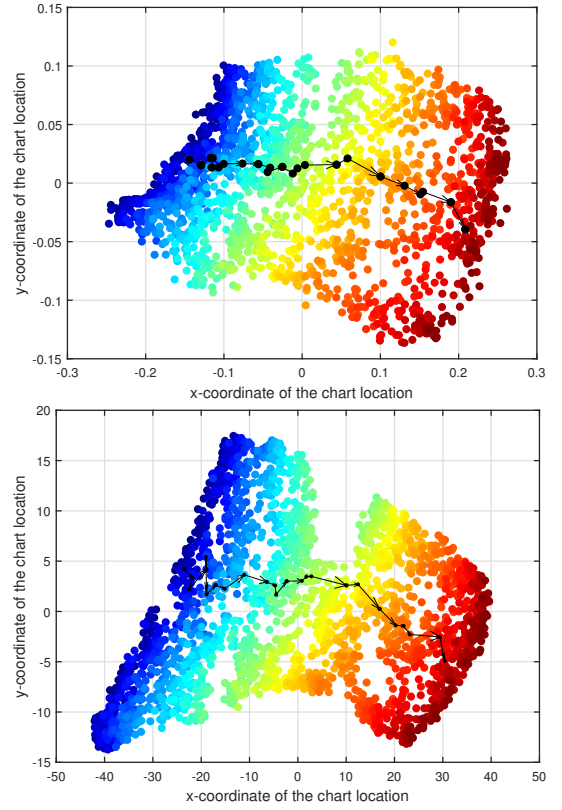 0.15
0.1
0.05
0
-0.05
-0.1
-0.15
y-coordinate of the chart location
-0.3 -0.2 -0.1 0 0.1 0.2 0.3
x-coordinate of the chart location
20
15
10
5
0
-5
-10
-15
y-coordinate of the chart location
-50 -40 -30 -20 -10 0 10 20 30 40 50
x-coordinate of the chart location